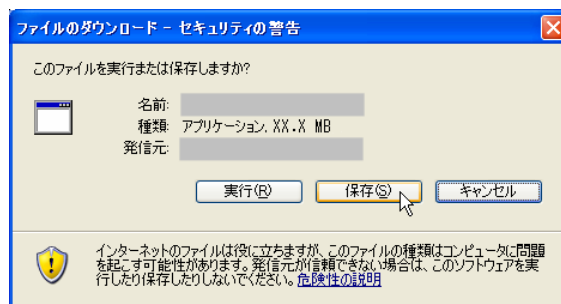 ファイルのダウンロード - セキュリティの警告
このファイルを実行または保存しますか?
名前:
種類: アプリケーション, XX.X MB
発信元:
実行(R) 保存(S) キャンセル
インターネットのファイルは役に立ちますが、このファイルの種類はコンピュータに問題
を起こす可能性があります。発信元が信頼できない場合は、このソフトウェアを実
行したり保存したりしないでください。危険性の説明